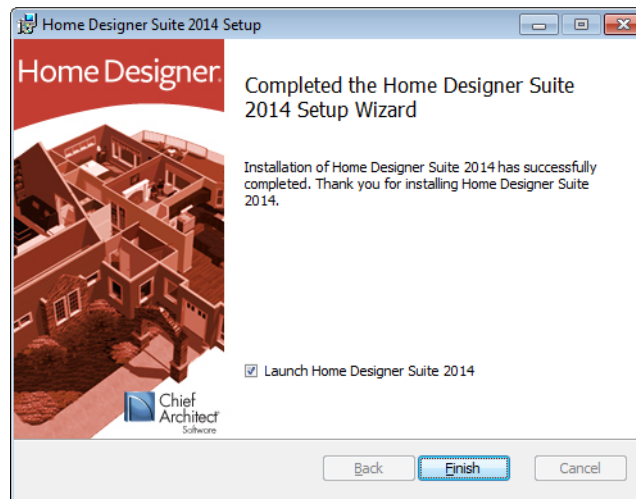 Home Designer Suite 2014 Setup
Home Designer.
Completed the Home Designer Suite
2014 Setup Wizard
Installation of Home Designer Suite 2014 has successfully
completed. Thank you for installing Home Designer Suite
2014.
Launch Home Designer Suite 2014
Chief
Architect
Software
Back
Finish
Cancel